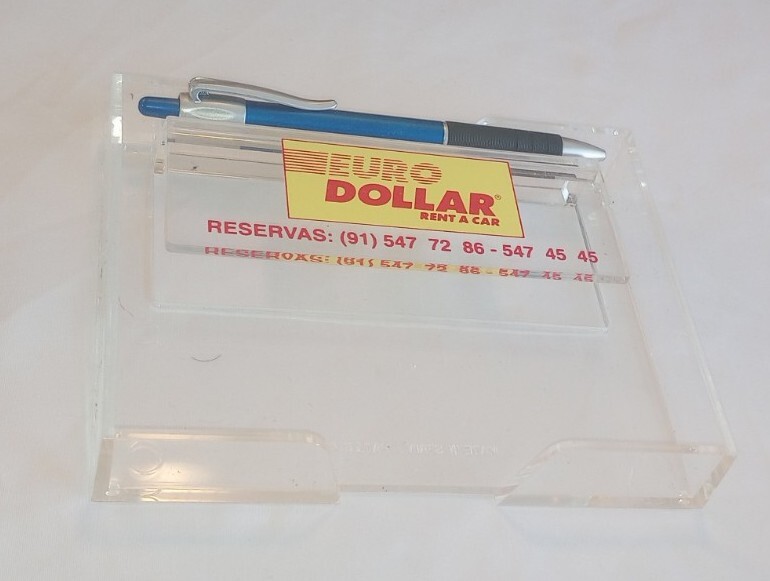 EURO
DOLLAR®
RENT A CAR
RESERVAS: (91) 547 72 86 - 547 45 45